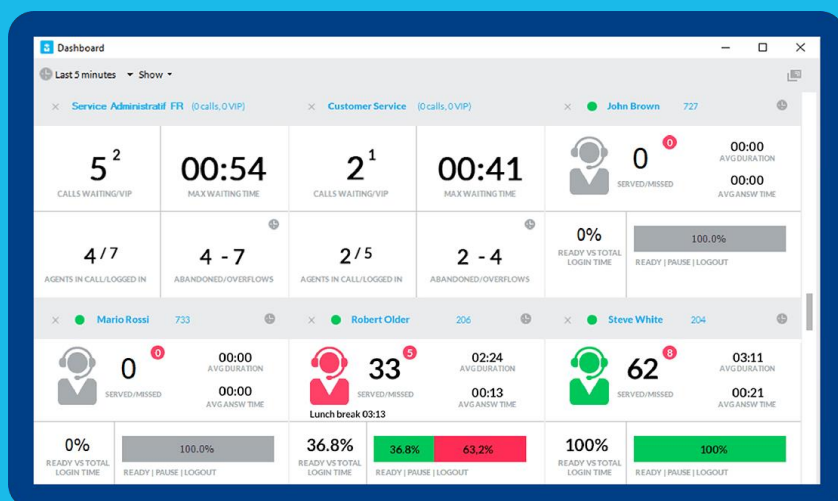 Dashboard
Last 5 minutes Show
Service Administratif FR (0 calls, 0 VIP)
5 2
CALLS WAITING/VIP
00:54
MAX WAITING TIME
4/7
AGENTS IN CALL/LOGGED IN
4 - 7
ABANDONED/OVERFLOWS
Customer Service (0 calls, 0 VIP)
2 1
CALLS WAITING/VIP
00:41
MAX WAITING TIME
2/5
AGENTS IN CALL/LOGGED IN
2 - 4
ABANDONED/OVERFLOWS
John Brown 727
0 0
SERVED/MISSED
00:00
AVG DURATION
00:00
AVG ANSW TIME
0%
READY VS TOTAL
LOGIN TIME
100.0%
READY | PAUSE | LOGOUT
Mario Rossi 733
0 0
SERVED/MISSED
00:00
AVG DURATION
00:00
AVG ANSW TIME
0%
READY VS TOTAL
LOGIN TIME
100.0%
READY | PAUSE | LOGOUT
Robert Older 206
33 5
SERVED/MISSED
Lunch break 03:13
02:24
AVG DURATION
00:13
AVG ANSW TIME
36.8%
READY VS TOTAL
LOGIN TIME
36.8% 63,2%
READY | PAUSE | LOGOUT
Steve White 204
62 8
SERVED/MISSED
03:11
AVG DURATION
00:21
AVG ANSW TIME
100%
READY VS TOTAL
LOGIN TIME
100%
READY | PAUSE | LOGOUT